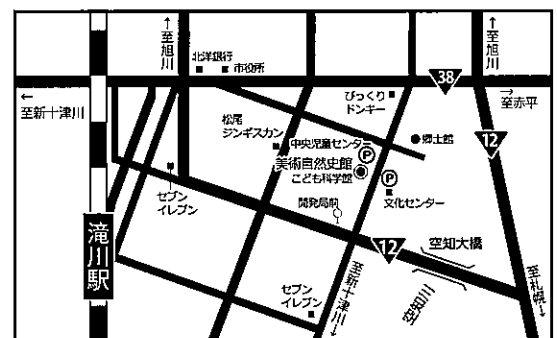 ↑至旭川
↑至旭川
北洋銀行
市役所
38
←
至新十津川
びっくり
ドンキー
→
至赤平
松尾
ジンギスカン
中央児童センター
P
郷土館
12
美術自然史館
こども科学館
P
セブン
イレブン
開発局前
文化センター
滝川駅
12
空知大橋
至札幌→
セブン
イレブン
至新十津川→